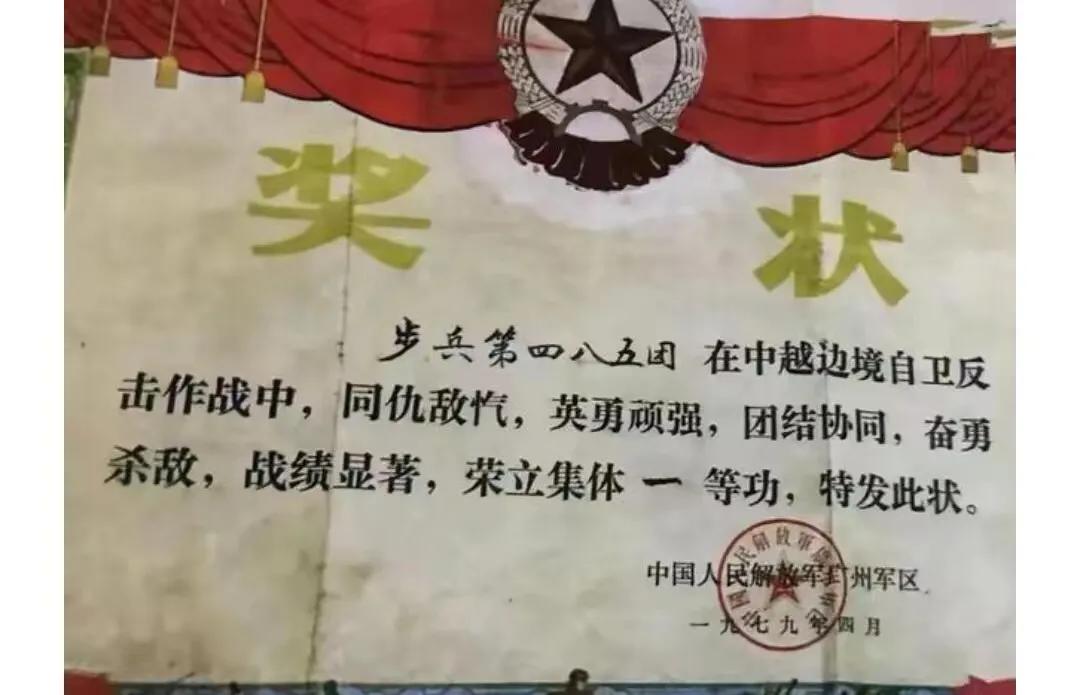 奖状
步兵第四八五团 在中越边境自卫反
击作战中，同仇敌忾，英勇顽强，团结协同，奋勇
杀敌，战绩显著，荣立集体 一 等功，特发此状。
中国人民解放军广州军区
一九七九年四月